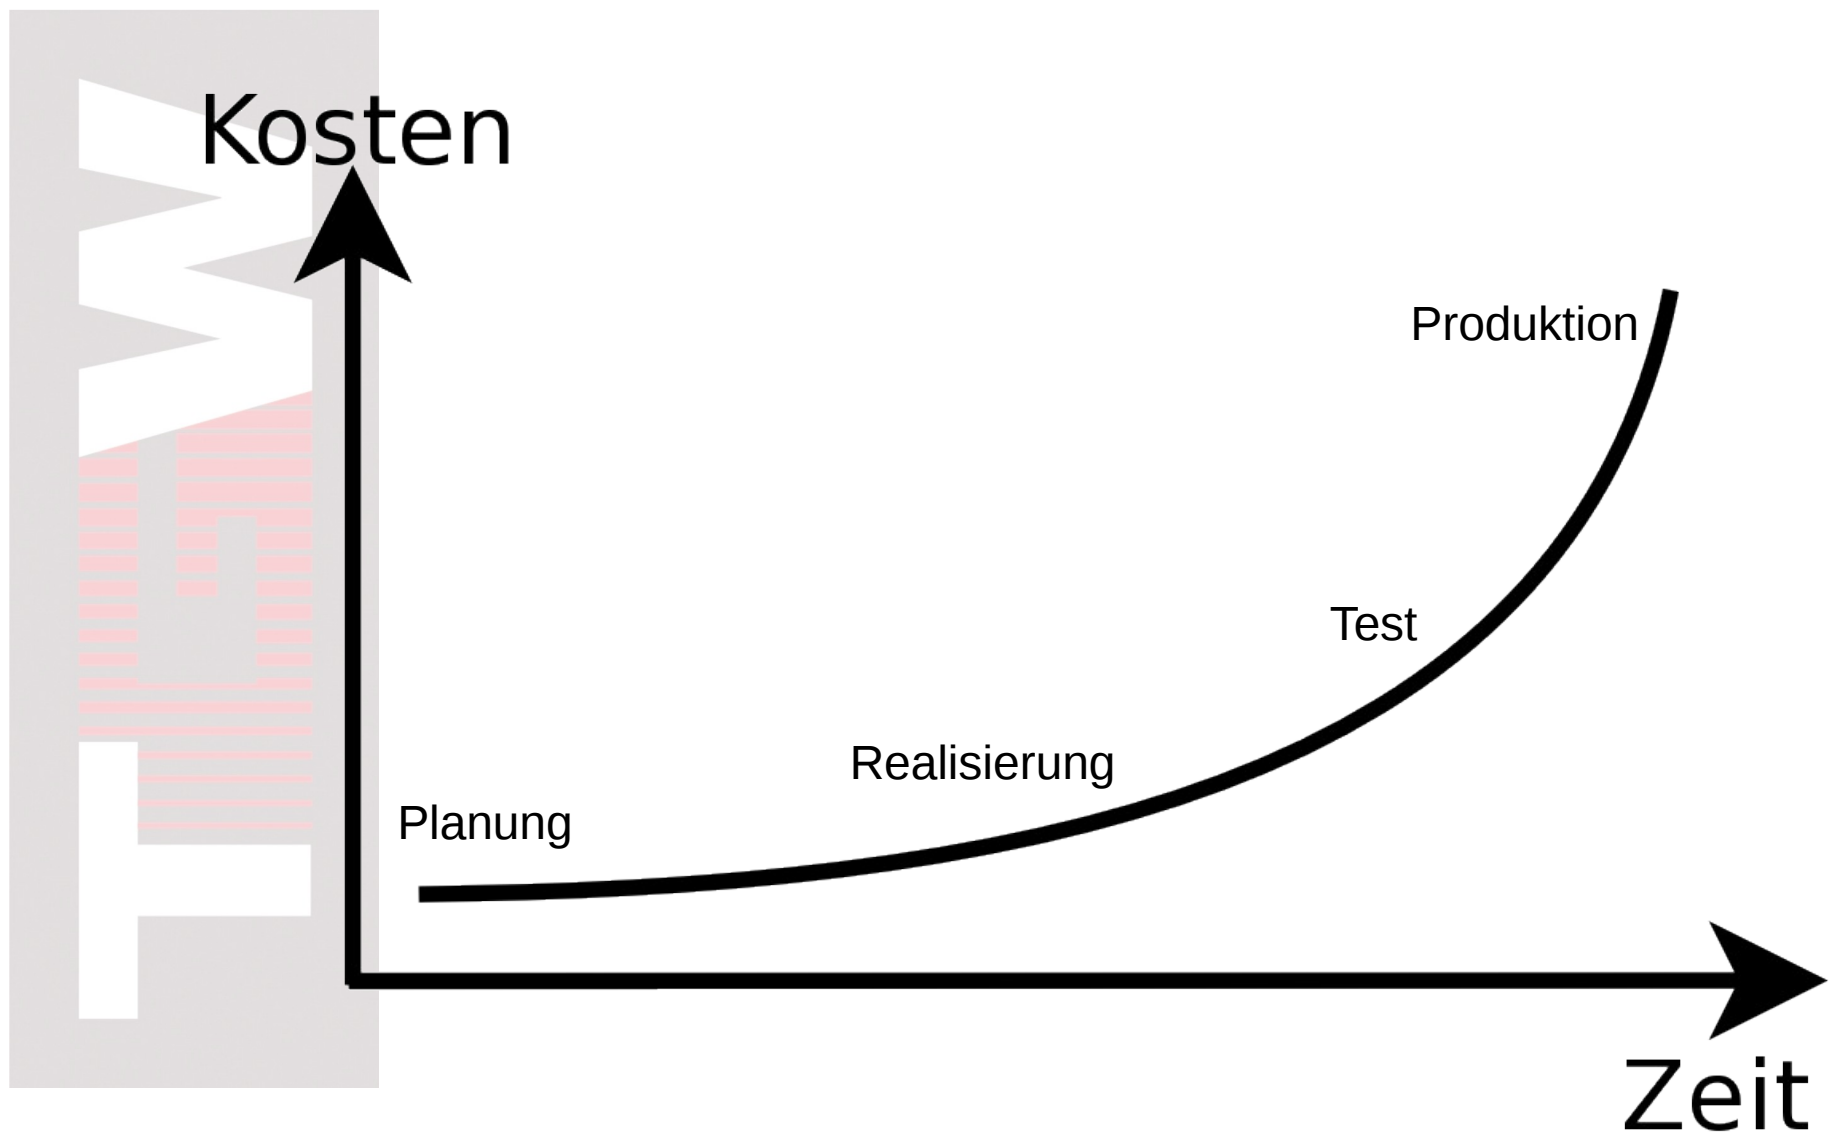 Kosten
Produktion
Test
Realisierung
Planung
Zeit